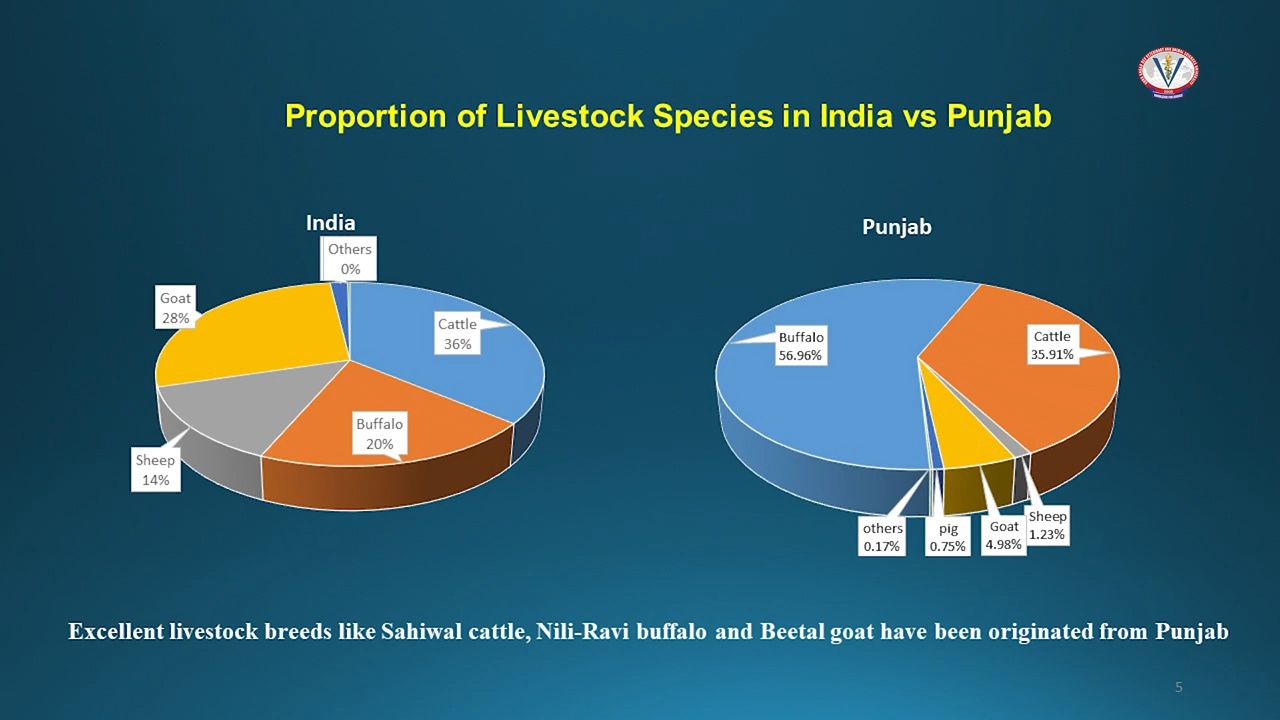 Proportion of Livestock Species in India vs Punjab
India
Others
0%
Goat
28%
Cattle
36%
Buffalo
20%
Sheep
14%
Punjab
Buffalo
56.96%
Cattle
35.91%
others
0.17%
pig
0.75%
Goat
4.98%
Sheep
1.23%
Excellent livestock breeds like Sahiwal cattle, Nili-Ravi buffalo and Beetal goat have been originated from Punjab
5